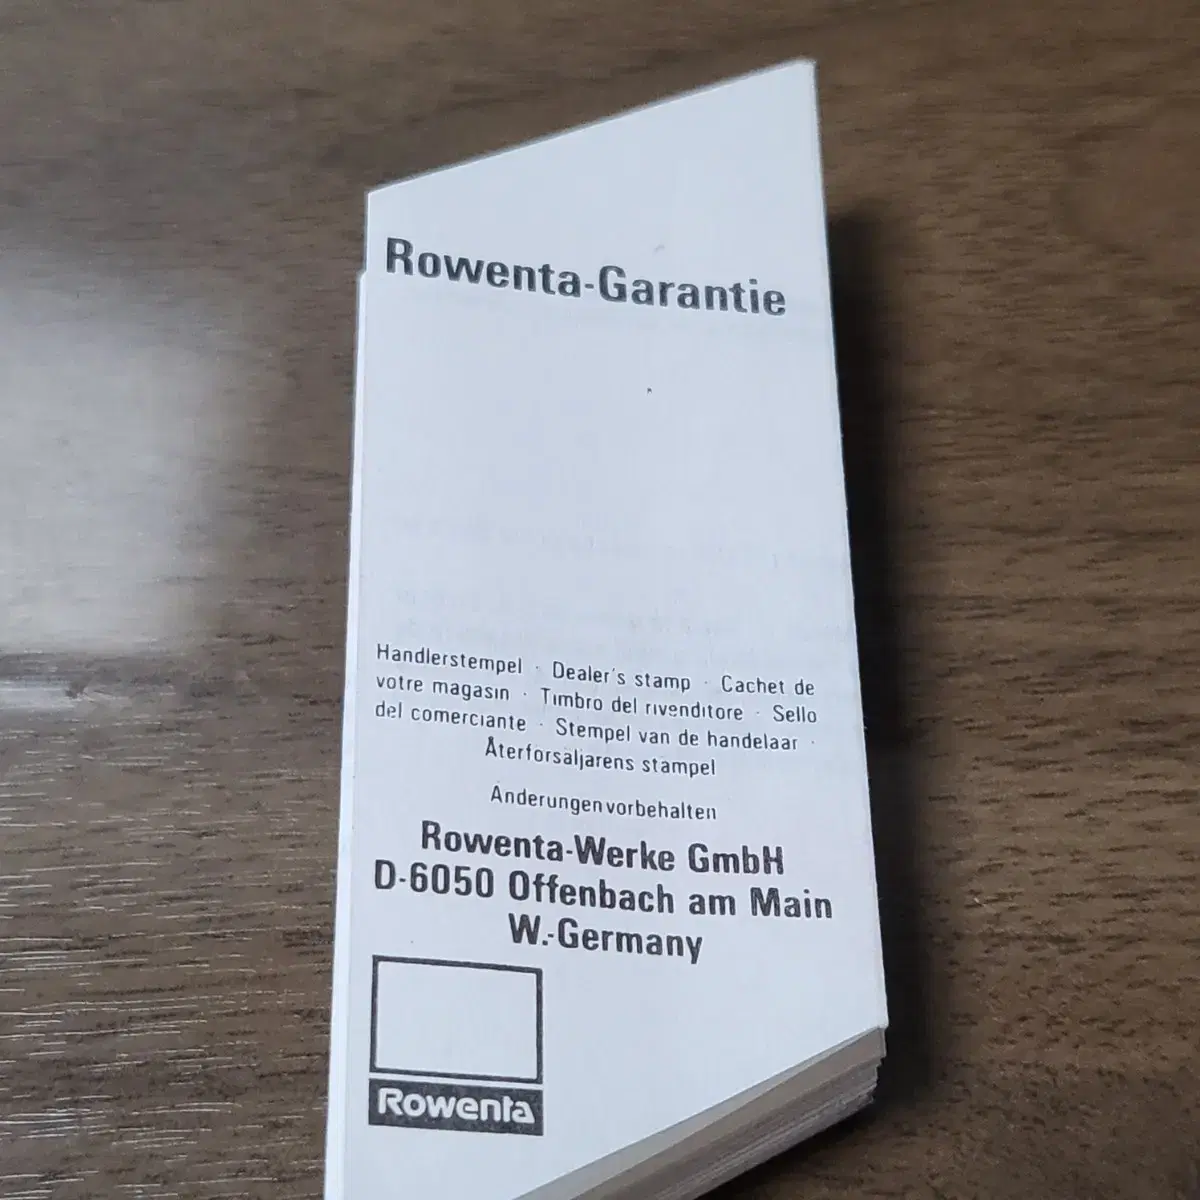 Rowenta-Garantie
Händlerstempel · Dealer's stamp · Cachet de
votre magasin · Timbro del rivenditore · Sello
del comerciante · Stempel van de handelaar ·
Återförsäljarens stämpel
Änderungen vorbehalten
Rowenta-Werke GmbH
D-6050 Offenbach am Main
W.-Germany
Rowenta